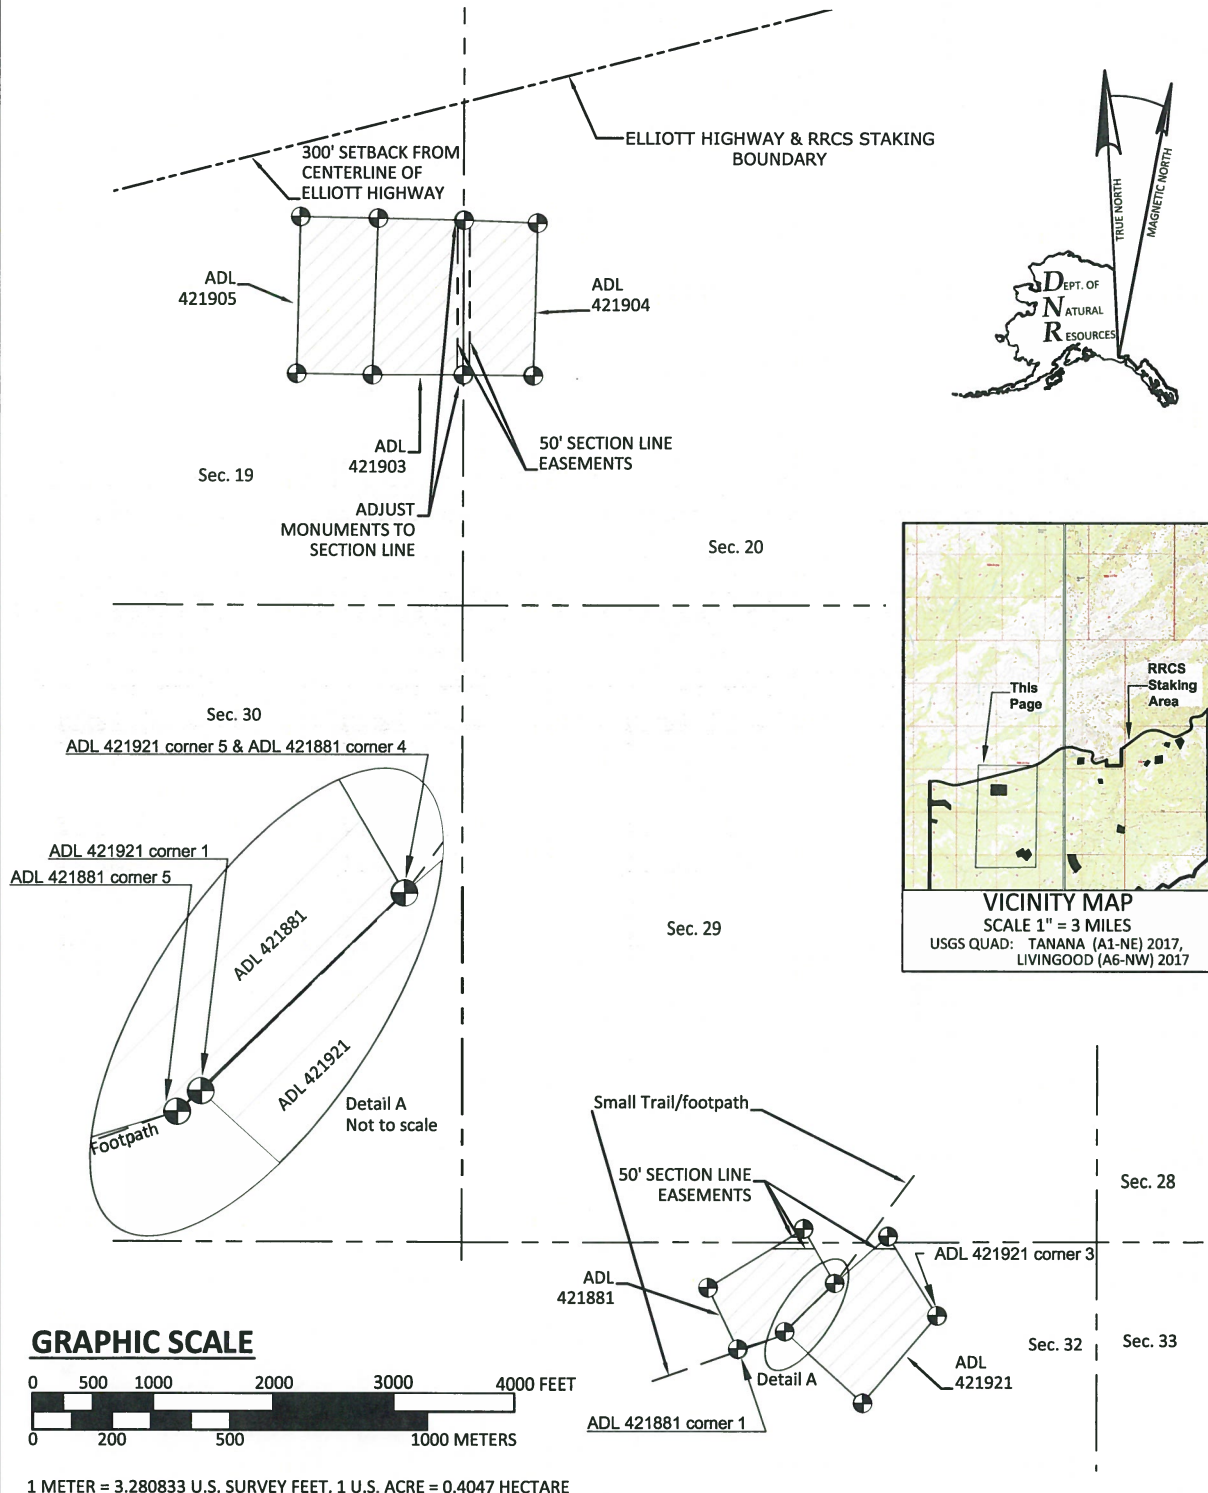 ELLIOTT HIGHWAY & RRCS STAKING
BOUNDARY
300' SETBACK FROM
CENTERLINE OF
ELLIOTT HIGHWAY
TRUE NORTH
MAGNETIC NORTH
DEPT. OF
NATURAL
RESOURCES
ADL
421905
ADL
421904
ADL
421903
50' SECTION LINE
EASEMENTS
Sec. 19
ADJUST
MONUMENTS TO
SECTION LINE
Sec. 20
This
Page
RRCS
Staking
Area
VICINITY MAP
SCALE 1" = 3 MILES
USGS QUAD: TANANA (A1-NE) 2017,
LIVINGOOD (A6-NW) 2017
Sec. 30
ADL 421921 corner 5 & ADL 421881 corner 4
ADL 421921 corner 1
ADL 421881 corner 5
ADL 421881
ADL 421921
Footpath
Detail A
Not to scale
Sec. 29
Small Trail/footpath
50' SECTION LINE
EASEMENTS
Sec. 28
ADL 421921 corner 3
ADL
421881
Sec. 32
Sec. 33
ADL
421921
Detail A
ADL 421881 corner 1
GRAPHIC SCALE
0 500 1000 2000 3000 4000 FEET
0 200 500 1000 METERS
1 METER = 3.280833 U.S. SURVEY FEET, 1 U.S. ACRE = 0.4047 HECTARE